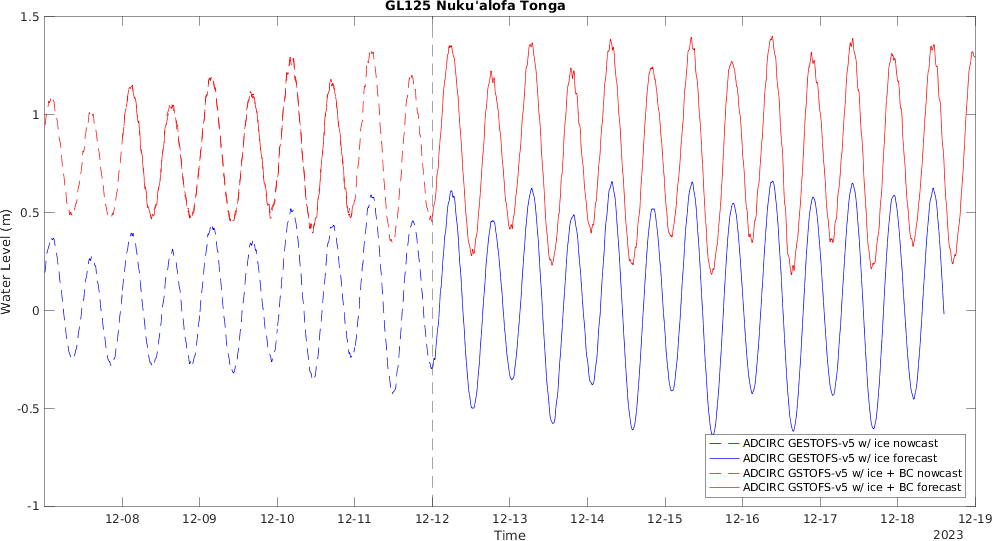 GL125 Nuku'alofa Tonga
1.5
1
0.5
0
-0.5
-1
Water Level (m)
ADCIRC GESTOFS-v5 w/ ice nowcast
ADCIRC GESTOFS-v5 w/ ice forecast
ADCIRC GSTOFS-v5 w/ ice + BC nowcast
ADCIRC GSTOFS-v5 w/ ice + BC forecast
12-08 12-09 12-10 12-11 12-12 12-13 12-14 12-15 12-16 12-17 12-18 12-19
Time
2023